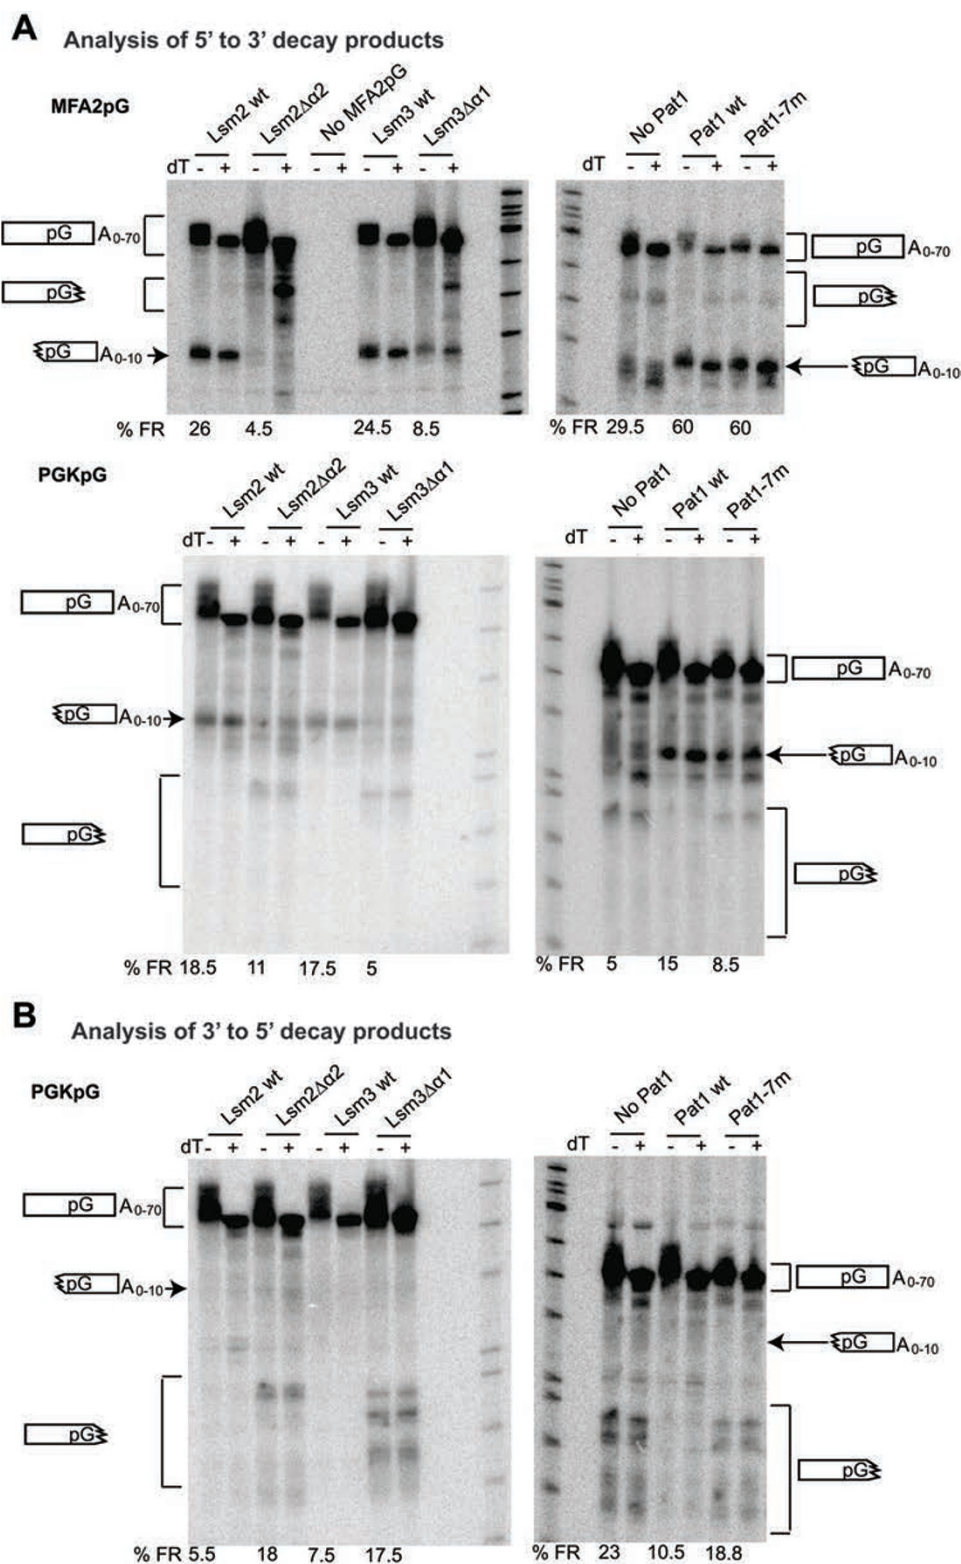 A
Analysis of 5' to 3' decay products
MFA2pG
Lsm2 wt Lsm2Δα2 No MFA2pG Lsm3 wt Lsm3Δα1
dT - + - + - + - + - +
No Pat1 Pat1 wt Pat1-7m
dT - + - + - +
pG A0-70
pG
pG A0-10
pG A0-70
pG
pG A0-10
% FR 26 4.5 24.5 8.5
% FR 29.5 60 60
PGKpG
Lsm2 wt Lsm2Δα2 Lsm3 wt Lsm3Δα1
dT- + - + - + - +
No Pat1 Pat1 wt Pat1-7m
dT - + - + - +
pG A0-70
pG A0-10
pG
pG A0-70
pG A0-10
pG
% FR 18.5 11 17.5 5
% FR 5 15 8.5
B
Analysis of 3' to 5' decay products
PGKpG
Lsm2 wt Lsm2Δα2 Lsm3 wt Lsm3Δα1
dT- + - + - + - +
No Pat1 Pat1 wt Pat1-7m
dT - + - + - +
pG A0-70
pG A0-10
pG
pG A0-70
pG A0-10
pG
% FR 5.5 18 7.5 17.5
% FR 23 10.5 18.8